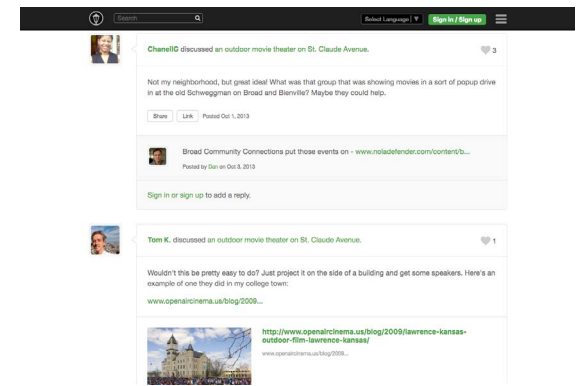 Search
Select Language ▼
Sign in / Sign up
ChanellG discussed an outdoor movie theater on St. Claude Avenue.
3
Not my neighborhood, but great idea! What was that group that was showing movies in a sort of popup drive
in at the old Schweggman on Broad and Bienville? Maybe they could help.
Share Link Posted Oct 1, 2013
Broad Community Connections put those events on - www.noladefender.com/content/b...
Posted by Dan on Oct 3, 2013
Sign in or sign up to add a reply.
Tom K. discussed an outdoor movie theater on St. Claude Avenue.
1
Wouldn't this be pretty easy to do? Just project it on the side of a building and get some speakers. Here's an
example of one they did in my college town:
www.openaircinema.us/blog/2009...
http://www.openaircinema.us/blog/2009/lawrence-kansas-
outdoor-film-lawrence-kansas/
www.openaircinema.us/blog/2009...